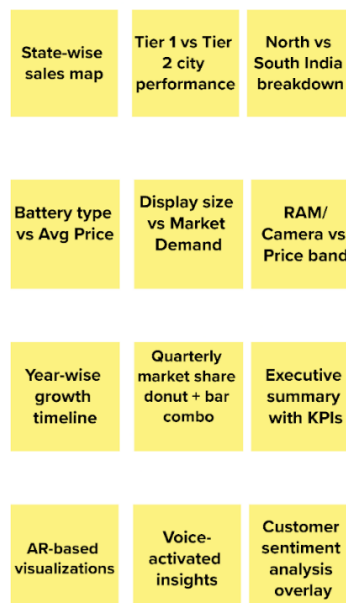 State-wise
sales map
Tier 1 vs Tier
2 city
performance
North vs
South India
breakdown
Battery type
vs Avg Price
Display size
vs Market
Demand
RAM/
Camera vs
Price band
Year-wise
growth
timeline
Quarterly
market share
donut + bar
combo
Executive
summary
with KPIs
AR-based
visualizations
Voice-
activated
insights
Customer
sentiment
analysis
overlay